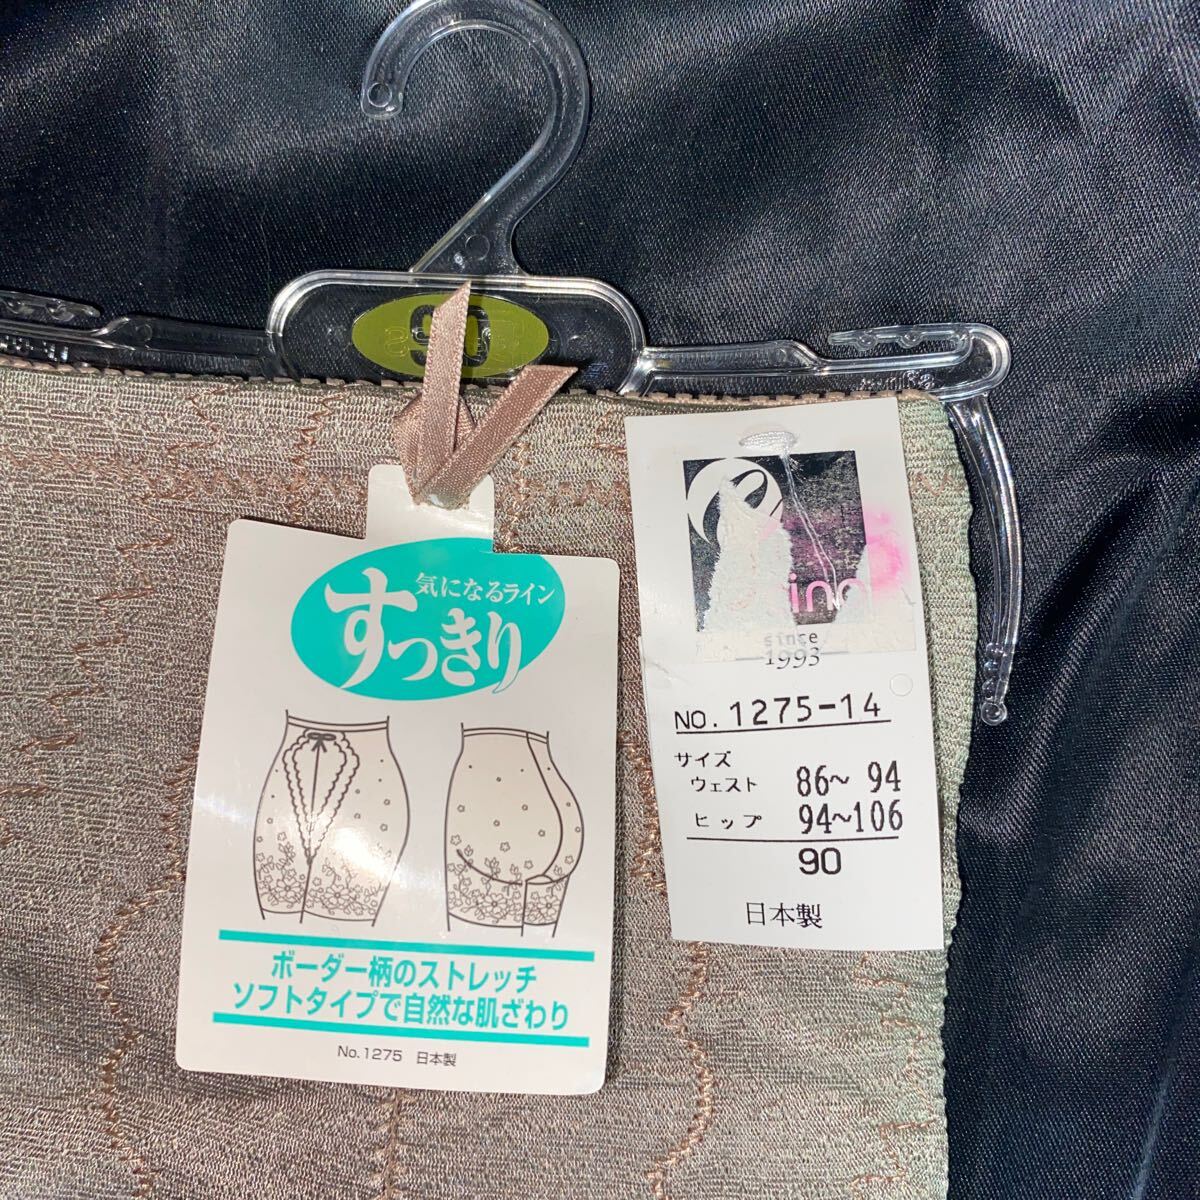 気になるライン
すっきり
ボーダー柄のストレッチ
ソフトタイプで自然な肌ざわり
No.1275 日本製
since
1993
NO. 1275-14
サイズ
ウェスト 86~ 94
ヒップ 94~106
90
日本製